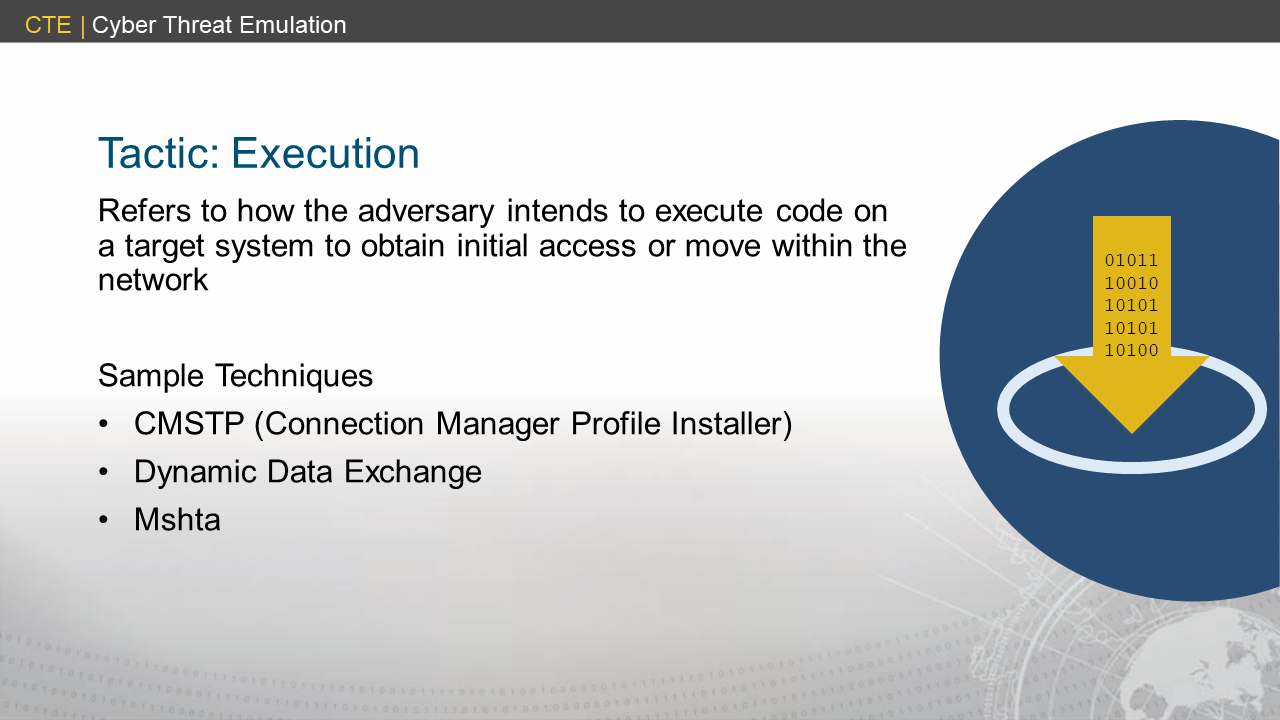 CTE | Cyber Threat Emulation
Tactic: Execution
Refers to how the adversary intends to execute code on
a target system to obtain initial access or move within the
network
Sample Techniques
• CMSTP (Connection Manager Profile Installer)
• Dynamic Data Exchange
• Mshta
01011
10010
10101
10101
10100